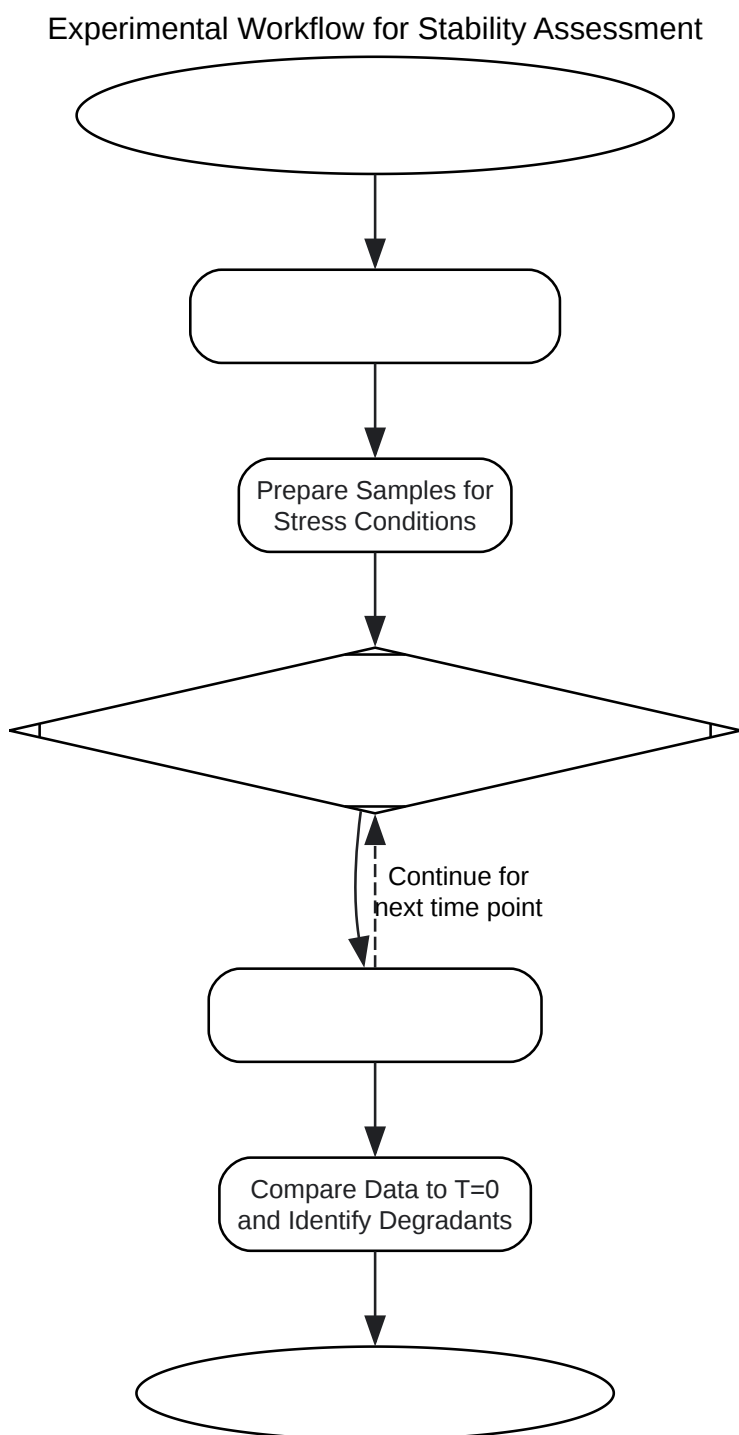 Experimental Workflow for Stability Assessment
Prepare Samples for
Stress Conditions
Continue for
next time point
Compare Data to T=0
and Identify Degradants